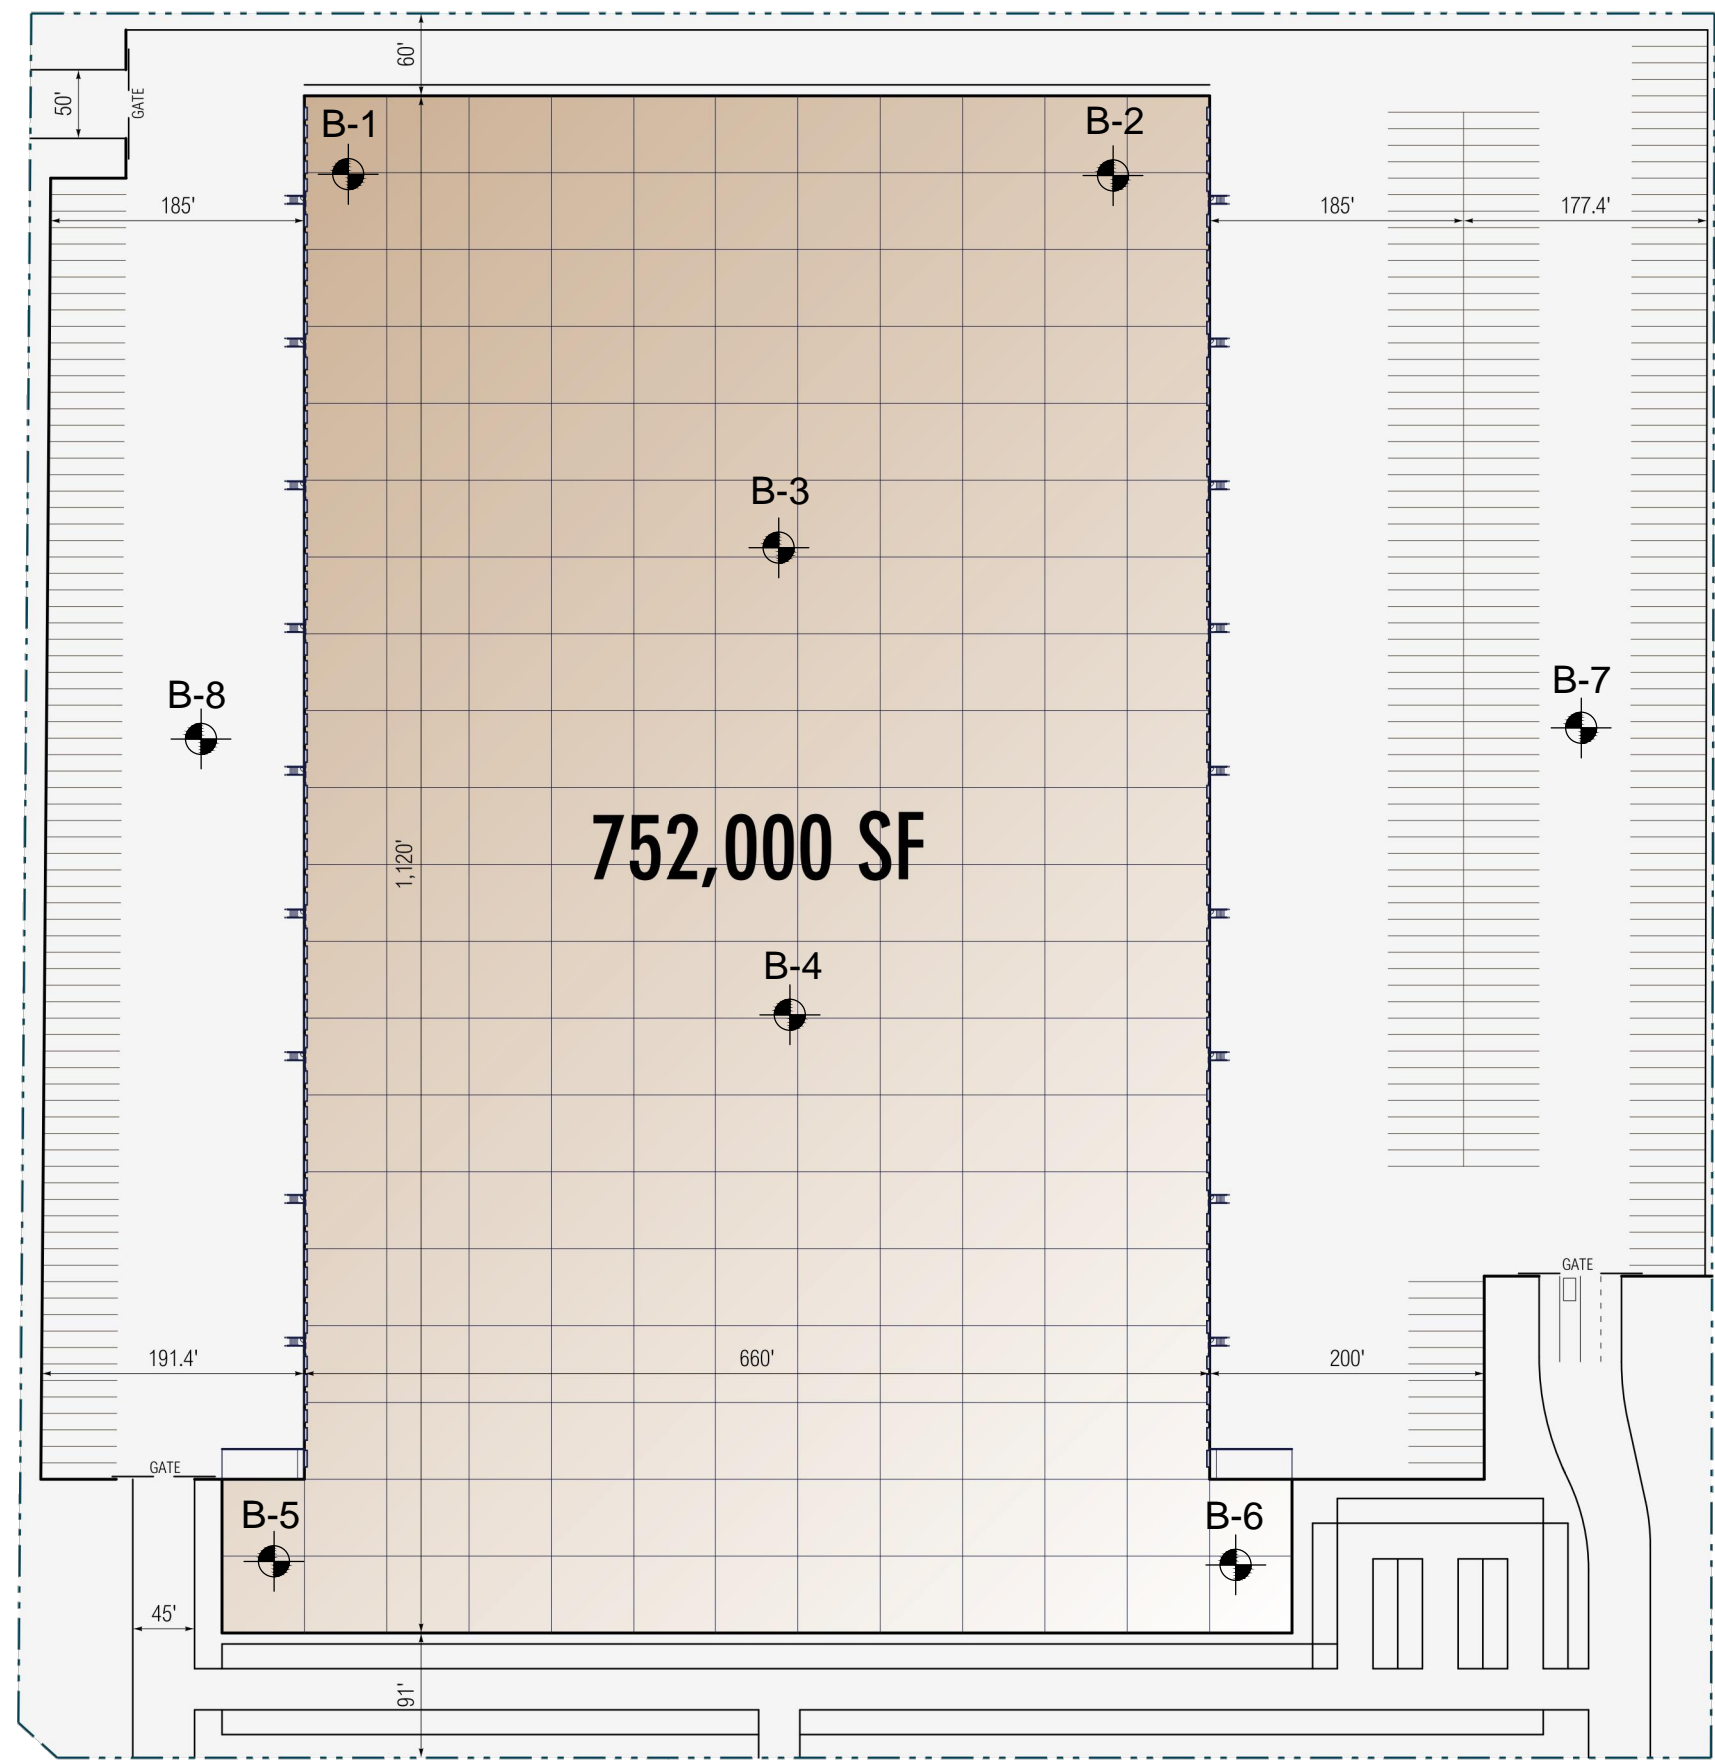 60'
50'
GATE
B-1
B-2
185'
185'
177.4'
B-3
B-8
B-7
752,000 SF
1,120'
B-4
GATE
191.4'
660'
200'
GATE
B-5
B-6
45'
91'